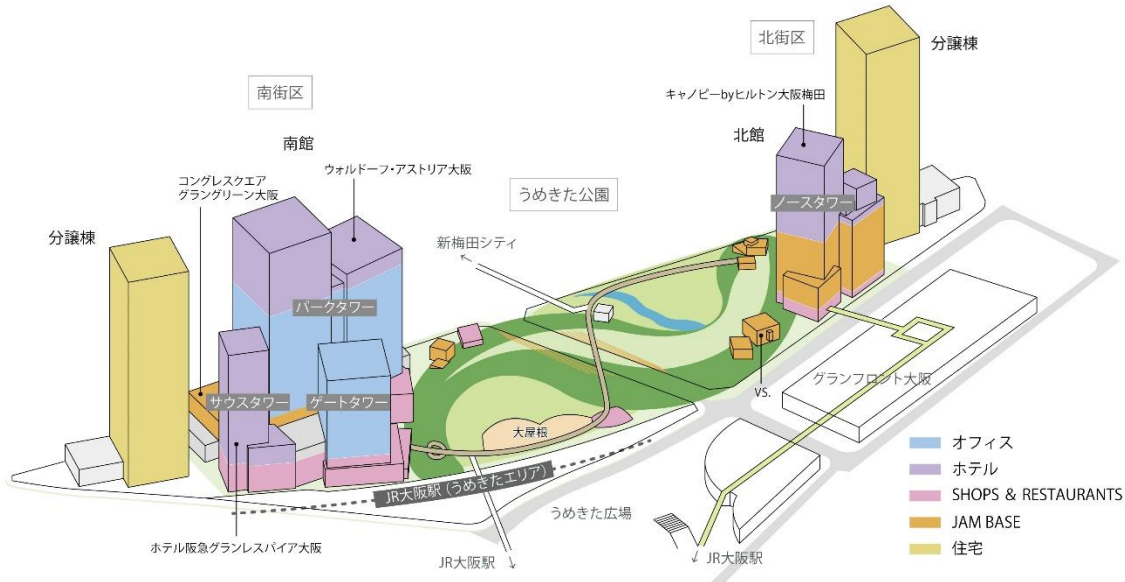 北街区
分譲棟
南街区
キャノピーbyヒルトン大阪梅田
北館
南館
ウォルドーフ・アストリア大阪
コングレスクエア
グラングリーン大阪
うめきた公園
ノースタワー
分譲棟
新梅田シティ
パークタワー
グランフロント大阪
VS.
サウスタワー
ゲートタワー
大屋根
JR大阪駅（うめきたエリア）
うめきた広場
ホテル阪急グランレスパイア大阪
JR大阪駅
JR大阪駅
オフィス
ホテル
SHOPS & RESTAURANTS
JAM BASE
住宅